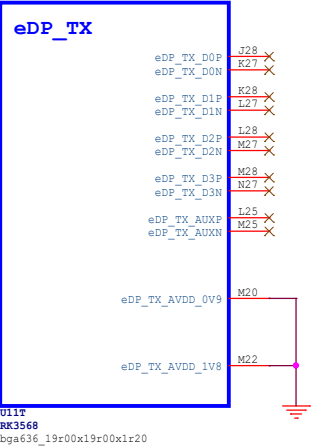 eDP_TX
eDP_TX_D0P J28
eDP_TX_D0N K27
eDP_TX_D1P K28
eDP_TX_D1N L27
eDP_TX_D2P L28
eDP_TX_D2N M27
eDP_TX_D3P M28
eDP_TX_D3N N27
eDP_TX_AUXP L25
eDP_TX_AUXN M25
eDP_TX_AVDD_0V9 M20
eDP_TX_AVDD_1V8 M22
U11T
RK3568
bga636_19r00x19r00x1r20